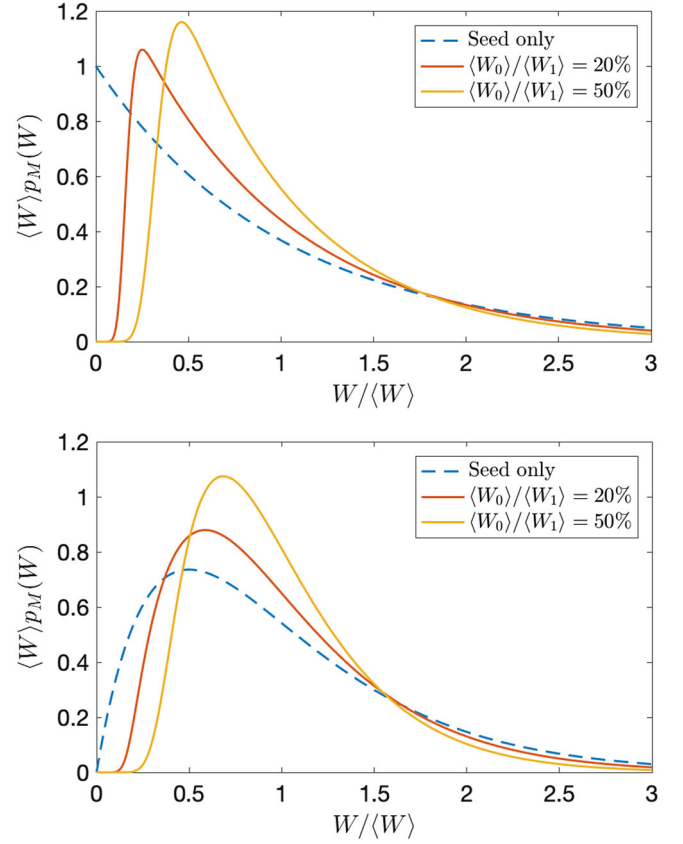 1.2
1
0.8
0.6
0.4
0.2
0
⟨W⟩p_M(W)
Seed only
⟨W_0⟩/⟨W_1⟩ = 20%
⟨W_0⟩/⟨W_1⟩ = 50%
0 0.5 1 1.5 2 2.5 3
W/⟨W⟩
1.2
1
0.8
0.6
0.4
0.2
0
⟨W⟩p_M(W)
Seed only
⟨W_0⟩/⟨W_1⟩ = 20%
⟨W_0⟩/⟨W_1⟩ = 50%
0 0.5 1 1.5 2 2.5 3
W/⟨W⟩